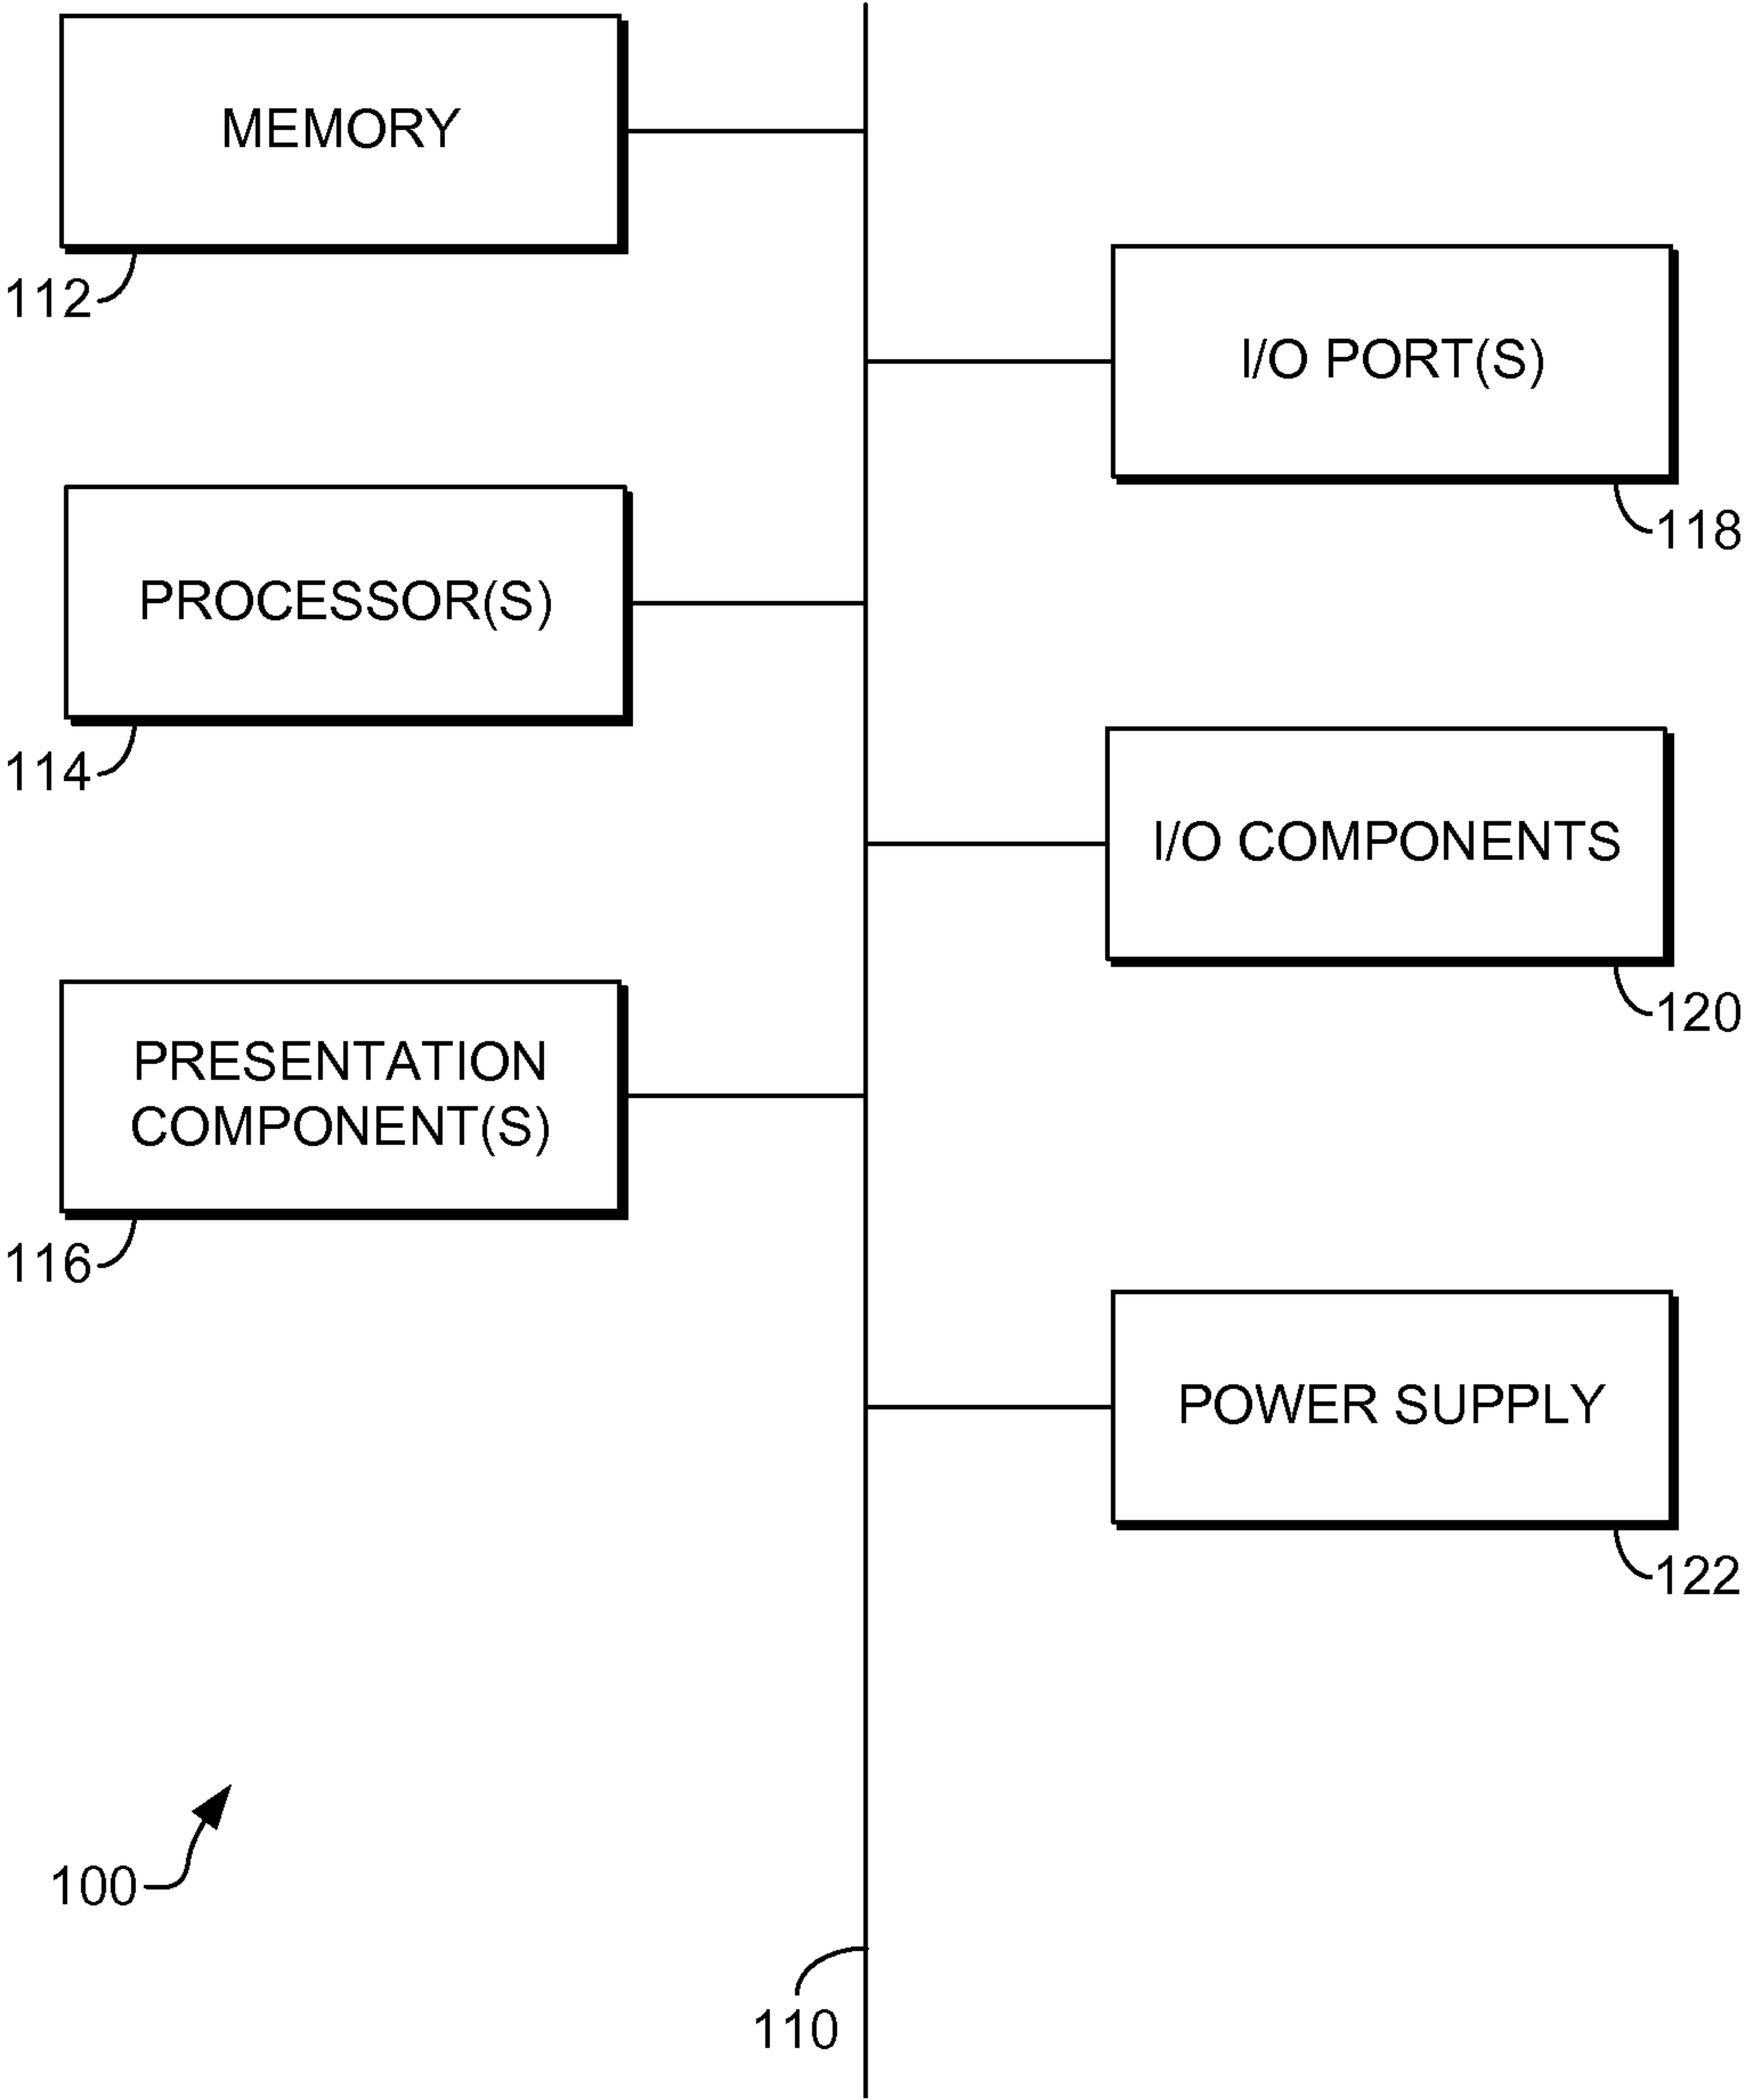 MEMORY
112
I/O PORT(S)
118
PROCESSOR(S)
114
I/O COMPONENTS
120
PRESENTATION
COMPONENT(S)
116
POWER SUPPLY
122
100
110